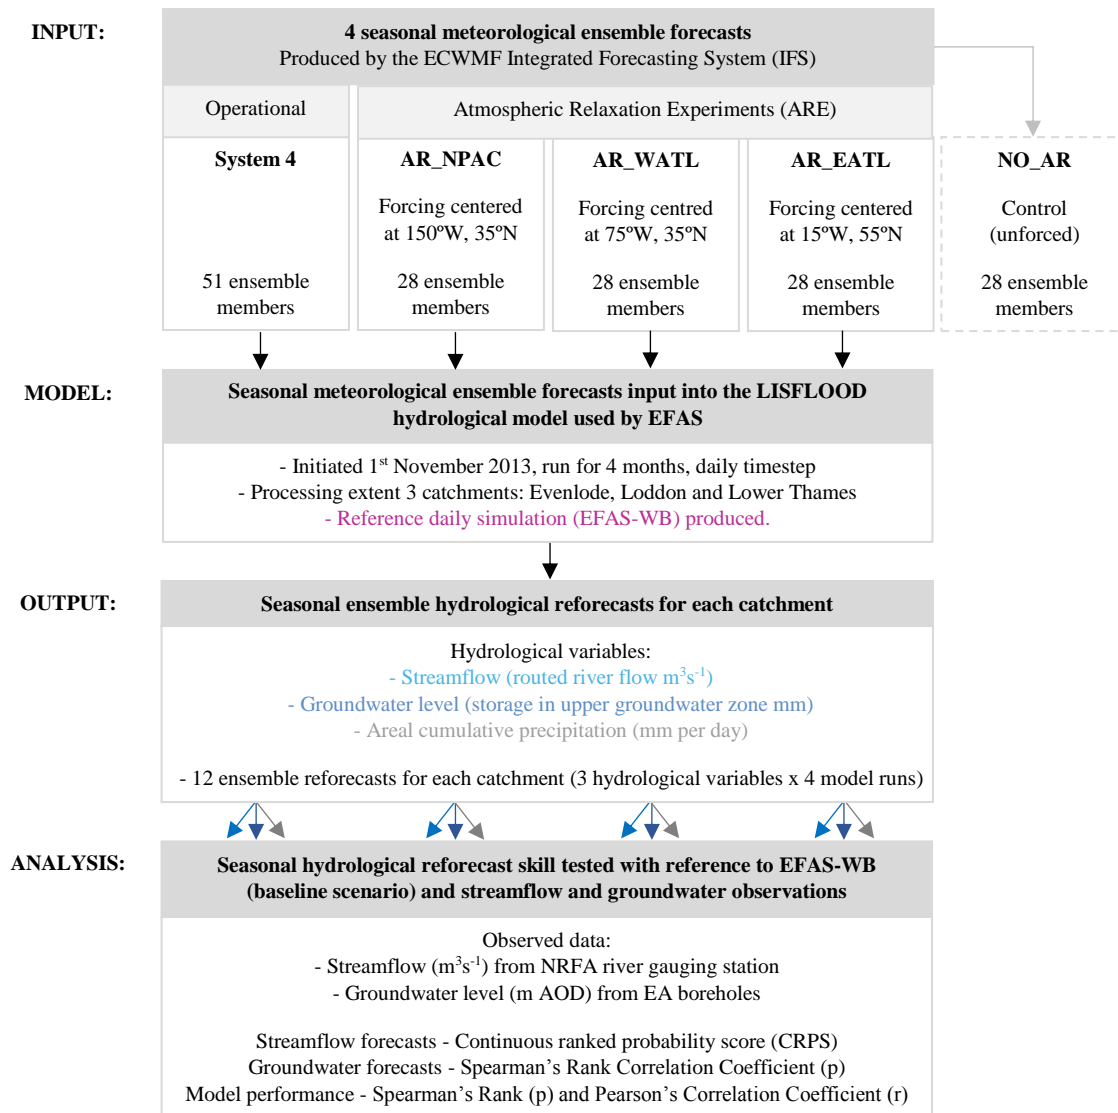 INPUT:
4 seasonal meteorological ensemble forecasts
Produced by the ECWMF Integrated Forecasting System (IFS)
Operational
Atmospheric Relaxation Experiments (ARE)
System 4
51 ensemble
members
AR_NPAC
Forcing centered
at 150ºW, 35ºN
28 ensemble
members
AR_WATL
Forcing centred
at 75ºW, 35ºN
28 ensemble
members
AR_EATL
Forcing centered
at 15ºW, 55ºN
28 ensemble
members
NO_AR
Control
(unforced)
28 ensemble
members
MODEL:
Seasonal meteorological ensemble forecasts input into the LISFLOOD
hydrological model used by EFAS
- Initiated 1st November 2013, run for 4 months, daily timestep
- Processing extent 3 catchments: Evenlode, Loddon and Lower Thames
- Reference daily simulation (EFAS-WB) produced.
OUTPUT:
Seasonal ensemble hydrological reforecasts for each catchment
Hydrological variables:
- Streamflow (routed river flow m³s⁻¹)
- Groundwater level (storage in upper groundwater zone mm)
- Areal cumulative precipitation (mm per day)
- 12 ensemble reforecasts for each catchment (3 hydrological variables x 4 model runs)
ANALYSIS:
Seasonal hydrological reforecast skill tested with reference to EFAS-WB
(baseline scenario) and streamflow and groundwater observations
Observed data:
- Streamflow (m³s⁻¹) from NRFA river gauging station
- Groundwater level (m AOD) from EA boreholes
Streamflow forecasts - Continuous ranked probability score (CRPS)
Groundwater forecasts - Spearman's Rank Correlation Coefficient (p)
Model performance - Spearman's Rank (p) and Pearson's Correlation Coefficient (r)